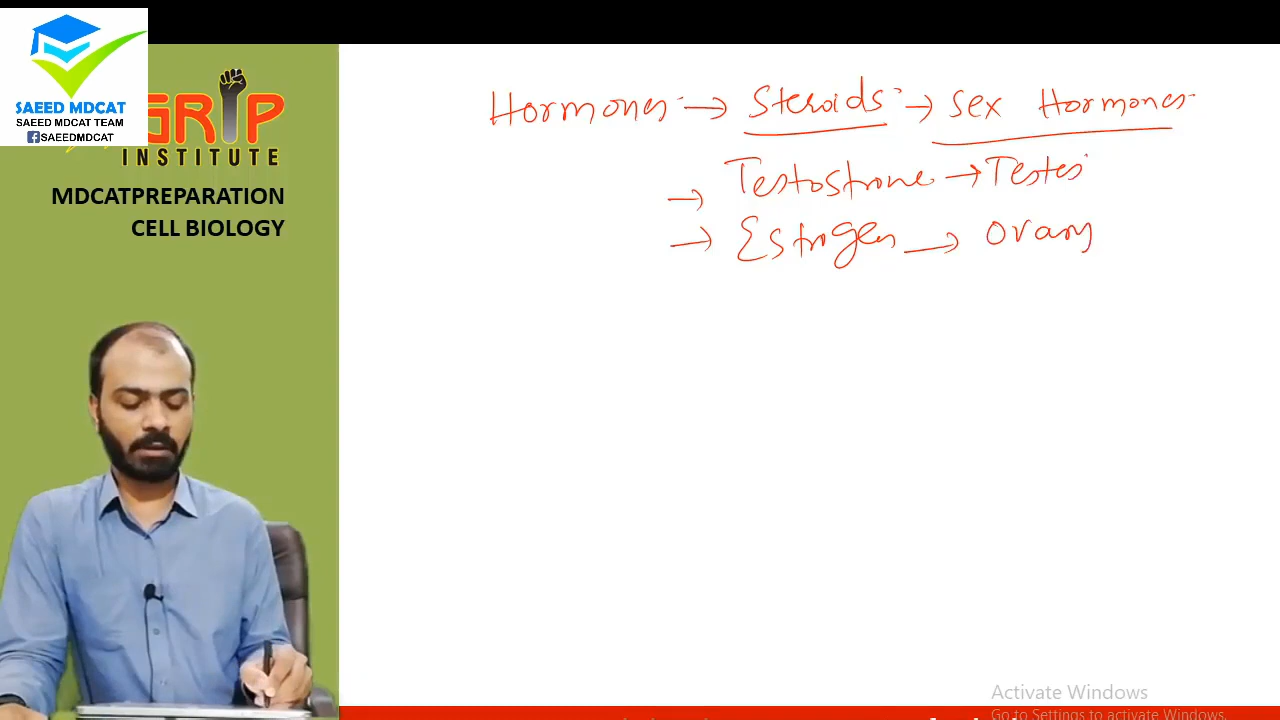 SAEED MDCAT
SAEED MDCAT TEAM
SAEEDMDCAT
GRIP
INSTITUTE
MDCATPREPARATION
CELL BIOLOGY
Hormones → Steroids → Sex Hormones
→ Testostrone → Testes
→ Estrogen → Ovary
Activate Windows
Go to Settings to activate Windows.